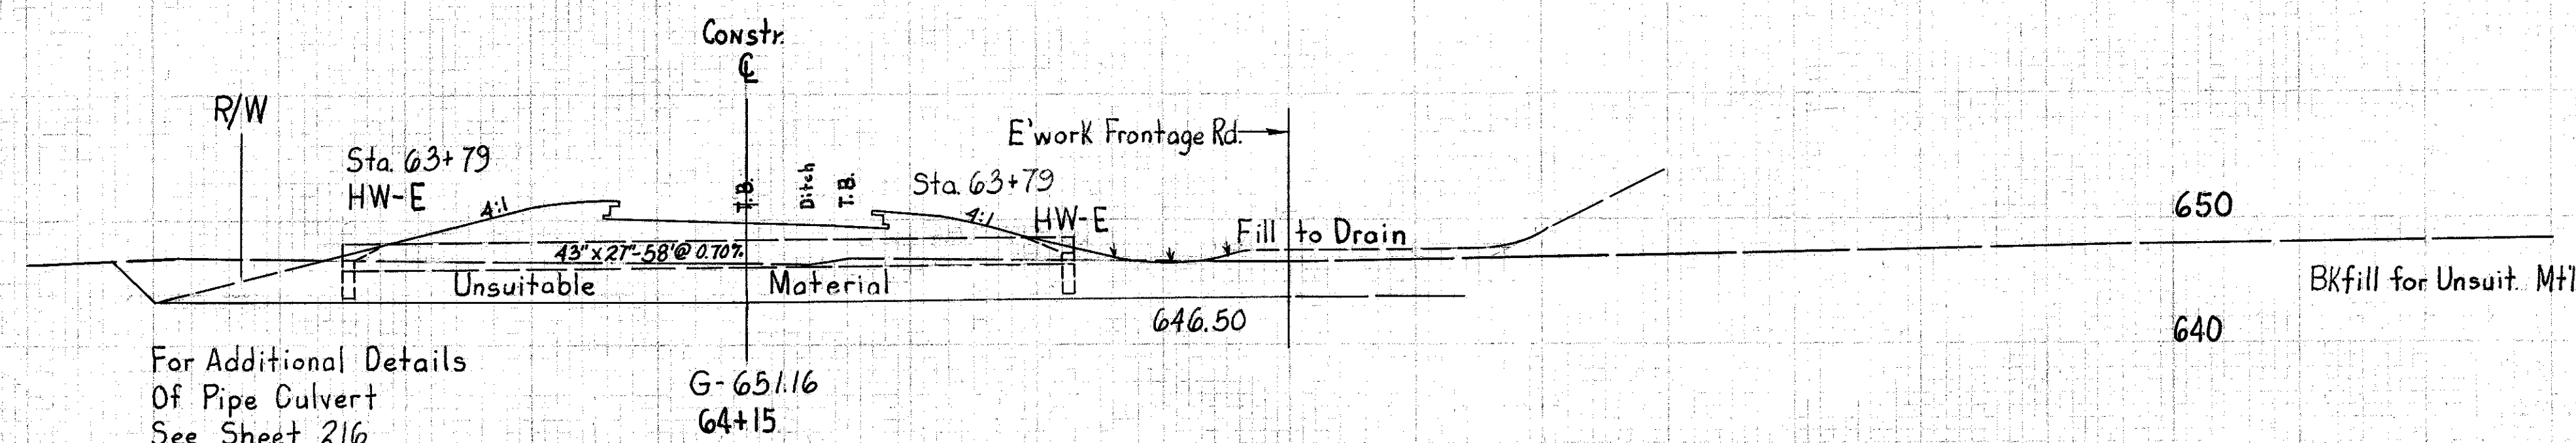 Constr.
℄
R/W
E'work Frontage Rd.
Sta. 63+79
HW-E
4:1
T.B.
Ditch
T.B.
Sta. 63+79
4:1
HW-E
650
Fill to Drain
43"x27"-58'@ 0.70%
Unsuitable Material
BKfill for Unsuit. Mt'l
646.50
640
For Additional Details
Of Pipe Culvert
See Sheet 216
G-651.16
64+15